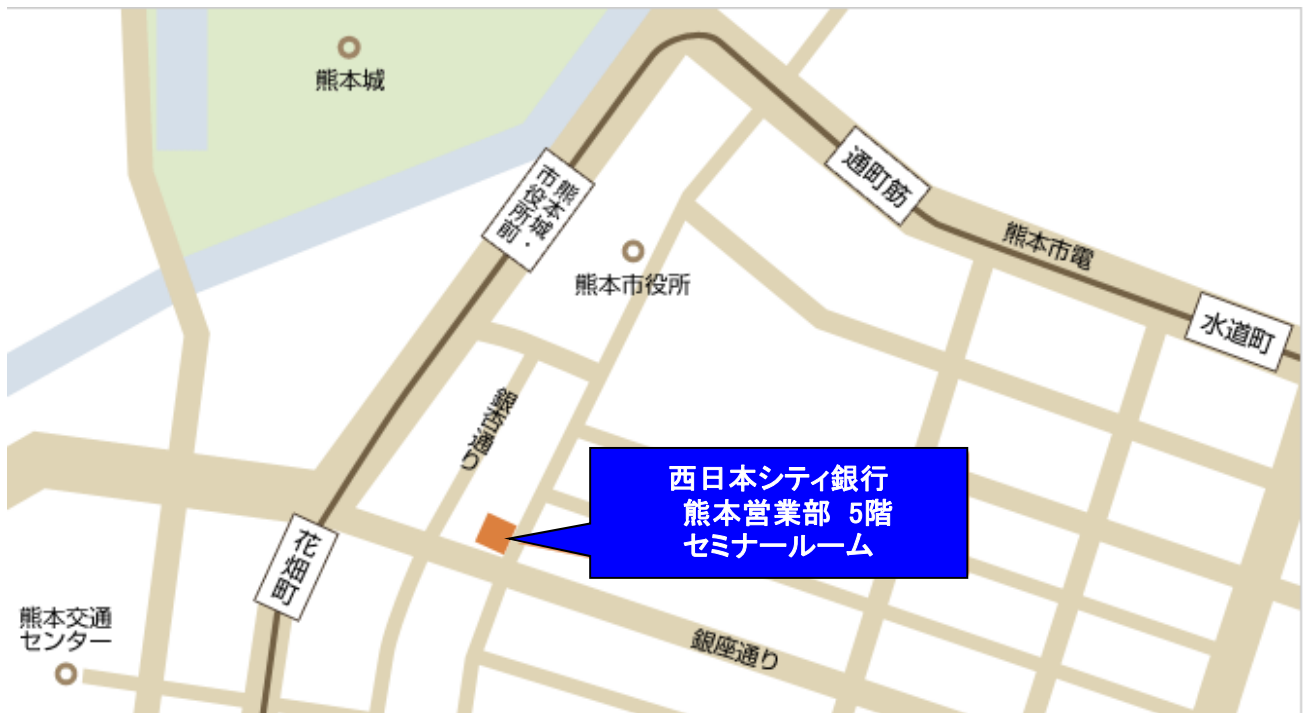 熊本城
通町筋
熊本城・
市役所前
熊本市電
熊本市役所
水道町
銀杏通り
西日本シティ銀行
熊本営業部 5階
セミナールーム
花畑町
熊本交通
センター
銀座通り